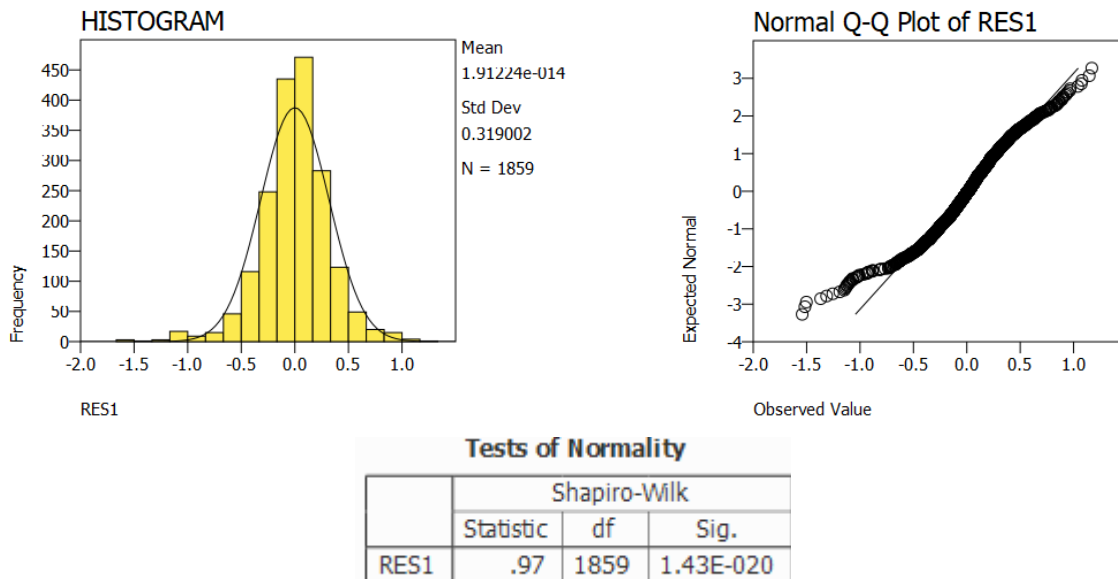 HISTOGRAM
Mean
1.91224e-014
Std Dev
0.319002
N = 1859
450
400
350
300
250
200
150
100
50
0
Frequency
-2.0 -1.5 -1.0 -0.5 0.0 0.5 1.0
RES1
Normal Q-Q Plot of RES1
3
2
1
0
-1
-2
-3
-4
Expected Normal
-2.0 -1.5 -1.0 -0.5 0.0 0.5 1.0
Observed Value
Tests of Normality
Shapiro-Wilk
Statistic df Sig.
RES1 .97 1859 1.43E-020